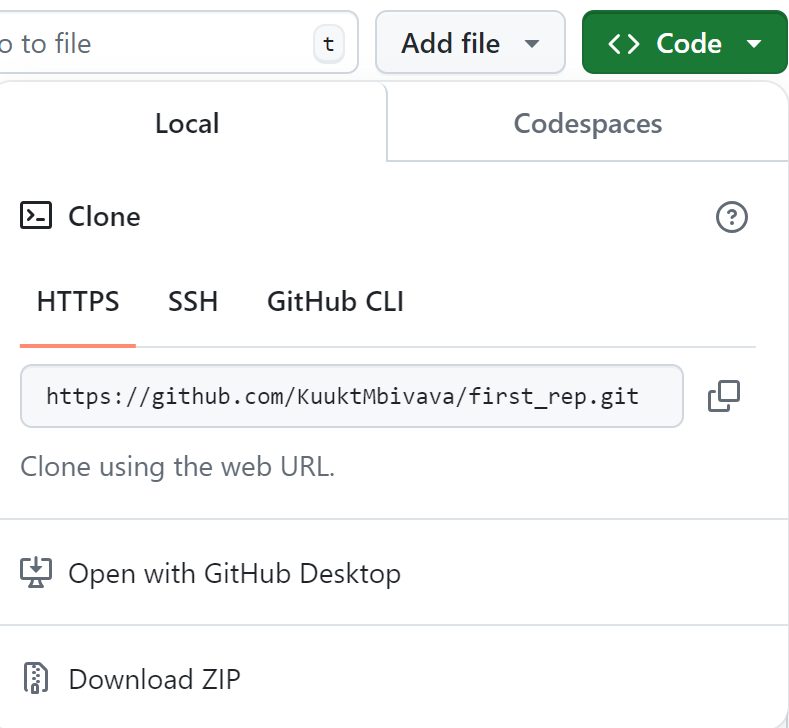 to file t Add file <> Code
Local Codespaces
Clone
HTTPS SSH GitHub CLI
https://github.com/KuuktMbivava/first_rep.git
Clone using the web URL.
Open with GitHub Desktop
Download ZIP